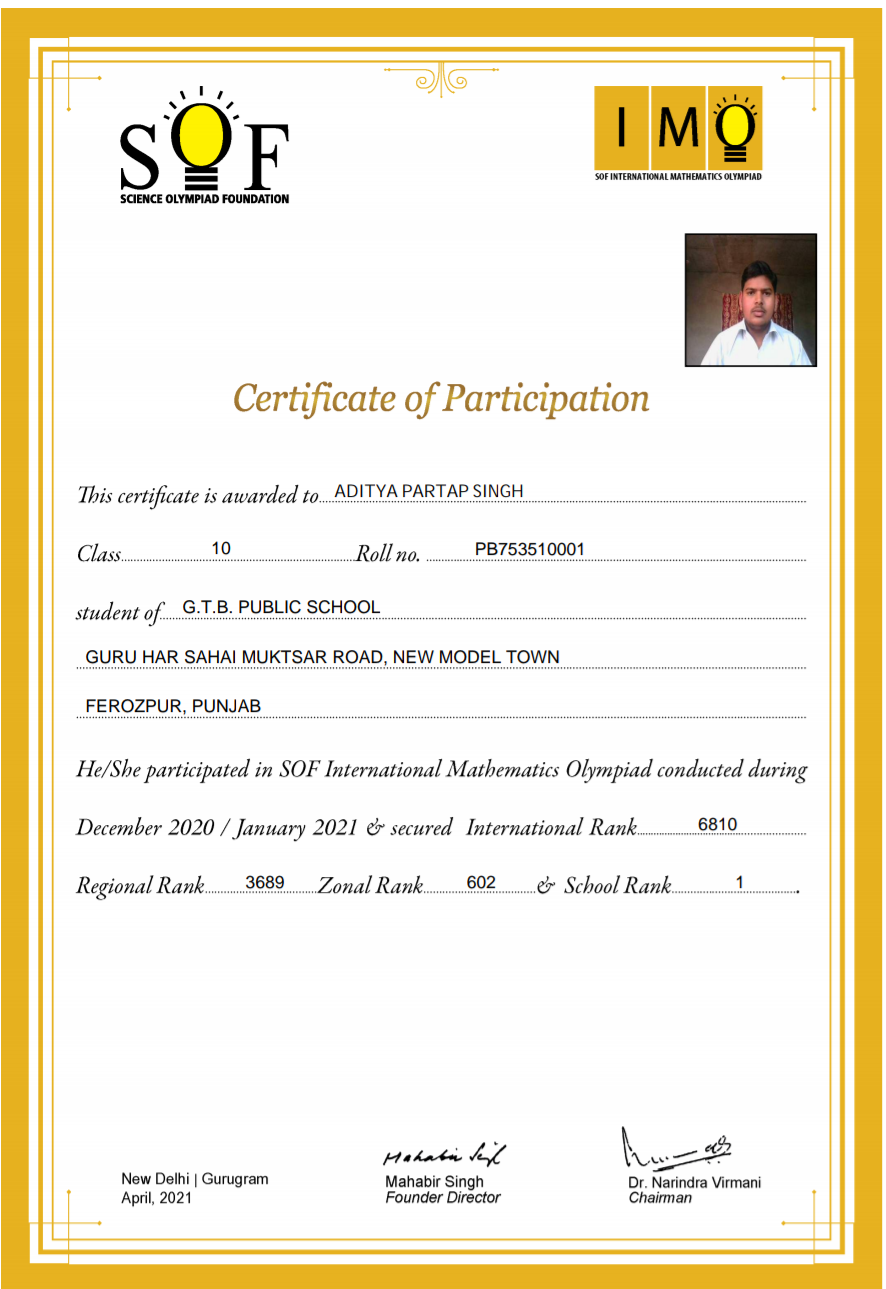 SOF
SCIENCE OLYMPIAD FOUNDATION
IMO
SOF INTERNATIONAL MATHEMATICS OLYMPIAD
Certificate of Participation
This certificate is awarded to ADITYA PARTAP SINGH
Class 10 Roll no. PB753510001
student of G.T.B. PUBLIC SCHOOL
GURU HAR SAHAI MUKTSAR ROAD, NEW MODEL TOWN
FEROZPUR, PUNJAB
He/She participated in SOF International Mathematics Olympiad conducted during
December 2020 / January 2021 & secured International Rank 6810
Regional Rank 3689 Zonal Rank 602 & School Rank 1.
Mahabir Singh
New Delhi | Gurugram
April, 2021
Mahabir Singh
Founder Director
Dr. Narindra Virmani
Chairman